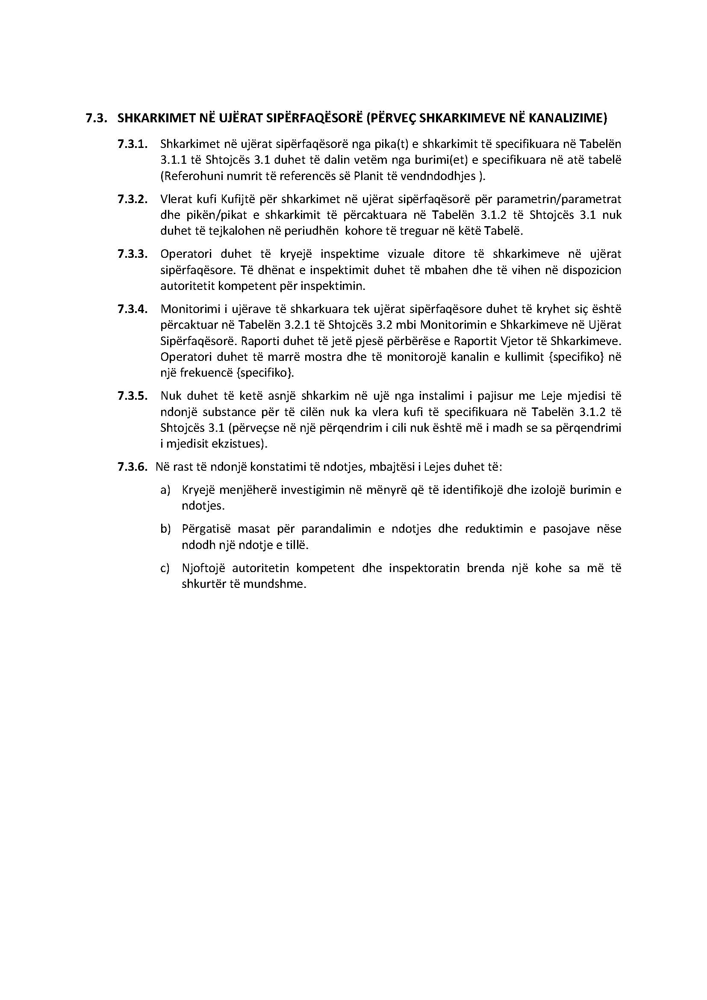 7.3. SHKARKIMET NË UJËRAT SIPËRFAQËSORË (PËRVEÇ SHKARKIMEVE NË KANALIZIME)
7.3.1. Shkarkimet në ujërat sipërfaqësorë nga pika(t) e shkarkimit të specifikuara në Tabelën
3.1.1 të Shtojcës 3.1 duhet të dalin vetëm nga burimi(et) e specifikuara në atë tabelë
(Referohuni numrit të referencës së Planit të vendndodhjes ).
7.3.2. Vlerat kufi Kufijtë për shkarkimet në ujërat sipërfaqësorë për parametrin/parametrat
dhe pikën/pikat e shkarkimit të përcaktuara në Tabelën 3.1.2 të Shtojcës 3.1 nuk
duhet të tejkalohen në periudhën  kohore të treguar në këtë Tabelë.
7.3.3. Operatori duhet të kryejë inspektime vizuale ditore të shkarkimeve në ujërat
sipërfaqësore. Të dhënat e inspektimit duhet të mbahen dhe të vihen në dispozicion
autoritetit kompetent për inspektimin.
7.3.4. Monitorimi i ujërave të shkarkuara tek ujërat sipërfaqësore duhet të kryhet siç është
përcaktuar në Tabelën 3.2.1 të Shtojcës 3.2 mbi Monitorimin e Shkarkimeve në Ujërat
Sipërfaqësorë. Raporti duhet të jetë pjesë përbërëse e Raportit Vjetor të Shkarkimeve.
Operatori duhet të marrë mostra dhe të monitorojë kanalin e kullimit {specifiko} në
një frekuencë {specifiko}.
7.3.5. Nuk duhet të ketë asnjë shkarkim në ujë nga instalimi i pajisur me Leje mjedisi të
ndonjë substance për të cilën nuk ka vlera kufi të specifikuara në Tabelën 3.1.2 të
Shtojcës 3.1 (përveçse në një përqendrim i cili nuk është më i madh se sa përqendrimi
i mjedisit ekzistues).
7.3.6. Në rast të ndonjë konstatimi të ndotjes, mbajtësi i Lejes duhet të:
a) Kryejë menjëherë investigimin në mënyrë që të identifikojë dhe izolojë burimin e
ndotjes.
b) Përgatisë masat për parandalimin e ndotjes dhe reduktimin e pasojave nëse
ndodh një ndotje e tillë.
c) Njoftojë autoritetin kompetent dhe inspektoratin brenda një kohe sa më të
shkurtër të mundshme.